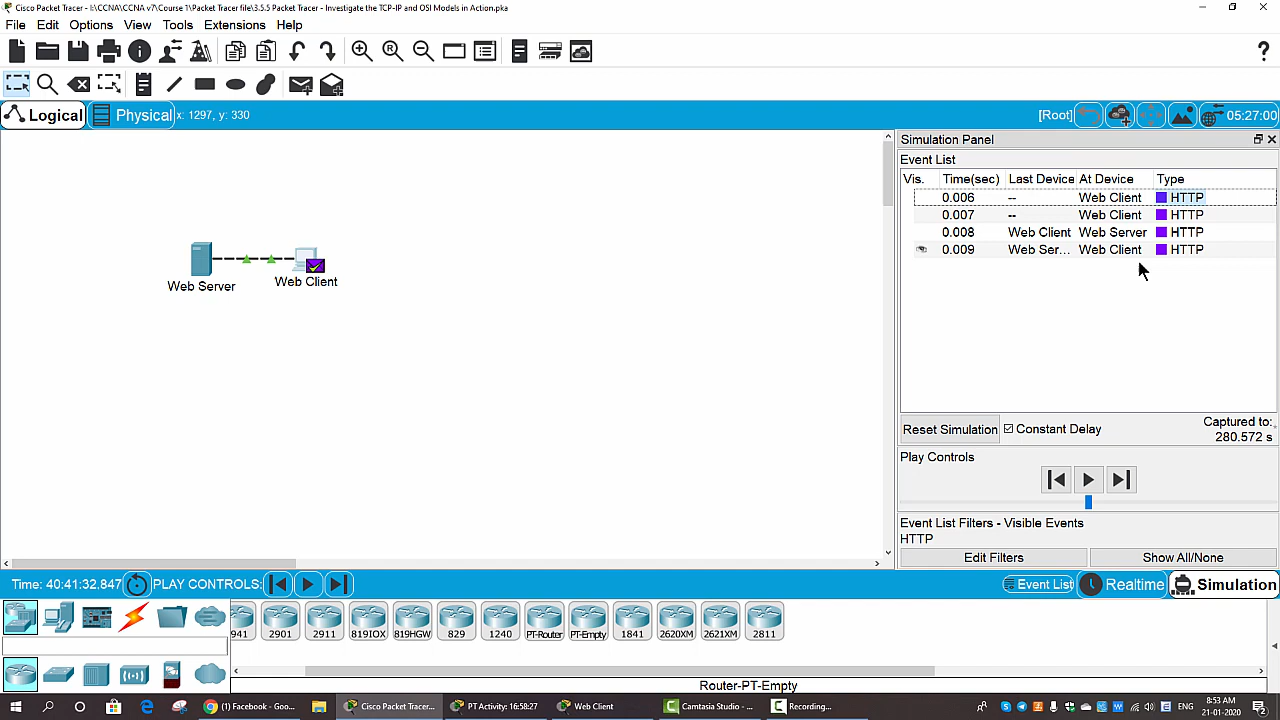 Cisco Packet Tracer - I:\CCNA\CCNA v7\Course 1\Packet Tracer file\3.5.5 Packet Tracer - Investigate the TCP-IP and OSI Models in Action.pka
File Edit Options View Tools Extensions Help
Logical Physical x: 1297, y: 330 [Root] 05:27:00
Simulation Panel
Event List
Vis. Time(sec) Last Device At Device Type
0.006 -- Web Client HTTP
0.007 -- Web Client HTTP
0.008 Web Client Web Server HTTP
0.009 Web Ser... Web Client HTTP
Web Server
Web Client
Reset Simulation Constant Delay Captured to:
280.572 s
Play Controls
Event List Filters - Visible Events
HTTP
Edit Filters Show All/None
Time: 40:41:32.847 PLAY CONTROLS: Event List Realtime Simulation
941 2901 2911 819IOX 819HGW 829 1240 PT-Router PT-Empty 1841 2620XM 2621XM 2811
Router-PT-Empty
(1) Facebook - Goo... Cisco Packet Tracer... PT Activity: 16:58:27 Web Client Camtasia Studio - ... Recording...
8:53 AM
21-01-2020